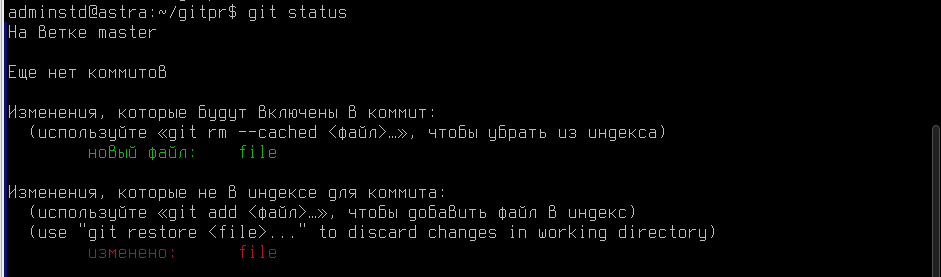 adminstd@astra:~/gitpr$ git status
На ветке master
Еще нет коммитов
Изменения, которые будут включены в коммит:
(используйте «git rm --cached <файл>…», чтобы убрать из индекса)
новый файл: file
Изменения, которые не в индексе для коммита:
(используйте «git add <файл>…», чтобы добавить файл в индекс)
(use "git restore <file>..." to discard changes in working directory)
изменено: file